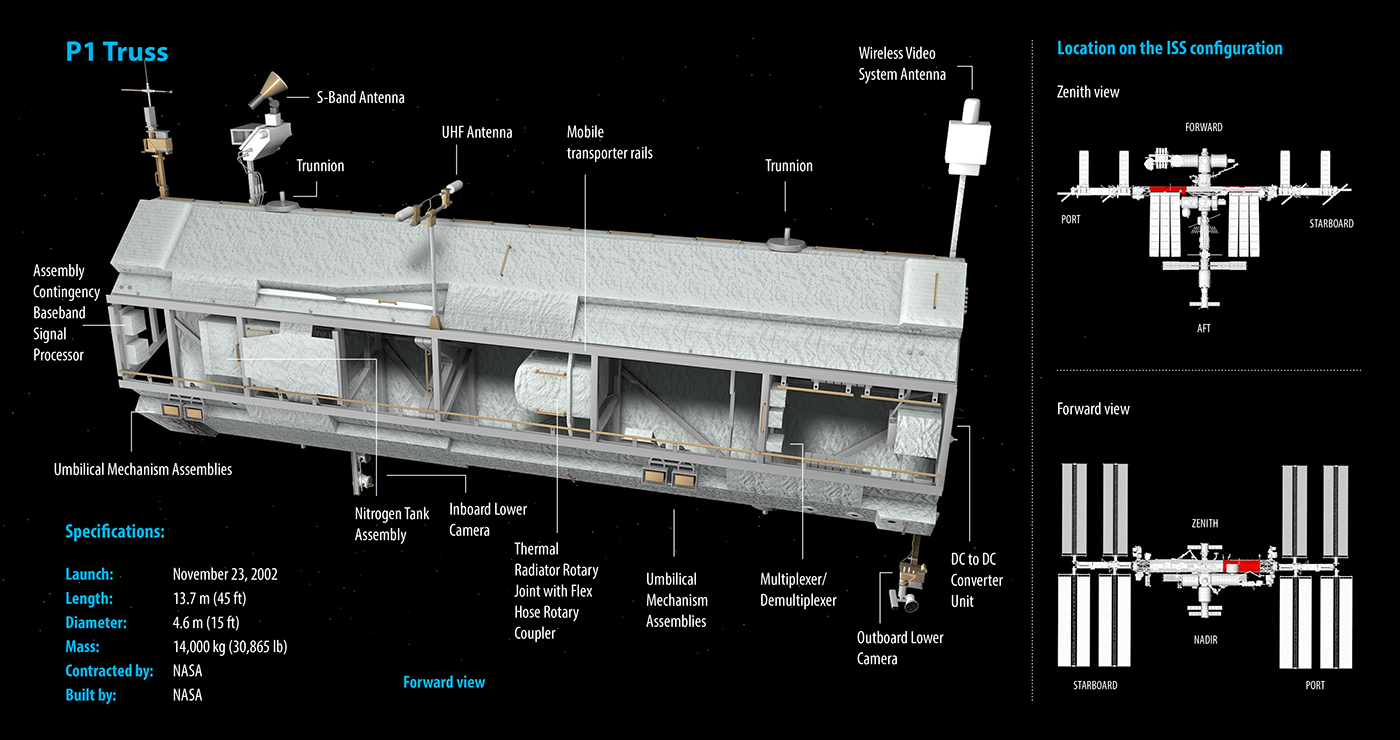 P1 Truss
S-Band Antenna
Trunnion
UHF Antenna
Mobile
transporter rails
Trunnion
Wireless Video
System Antenna
Assembly
Contingency
Baseband
Signal
Processor
Umbilical Mechanism Assemblies
Nitrogen Tank
Assembly
Inboard Lower
Camera
Thermal
Radiator Rotary
Joint with Flex
Hose Rotary
Coupler
Umbilical
Mechanism
Assemblies
Multiplexer/
Demultiplexer
Outboard Lower
Camera
DC to DC
Converter
Unit
Specifications:
Launch: November 23, 2002
Length: 13.7 m (45 ft)
Diameter: 4.6 m (15 ft)
Mass: 14,000 kg (30,865 lb)
Contracted by: NASA
Built by: NASA
Forward view
Location on the ISS configuration
Zenith view
FORWARD
PORT
STARBOARD
AFT
Forward view
ZENITH
NADIR
STARBOARD
PORT